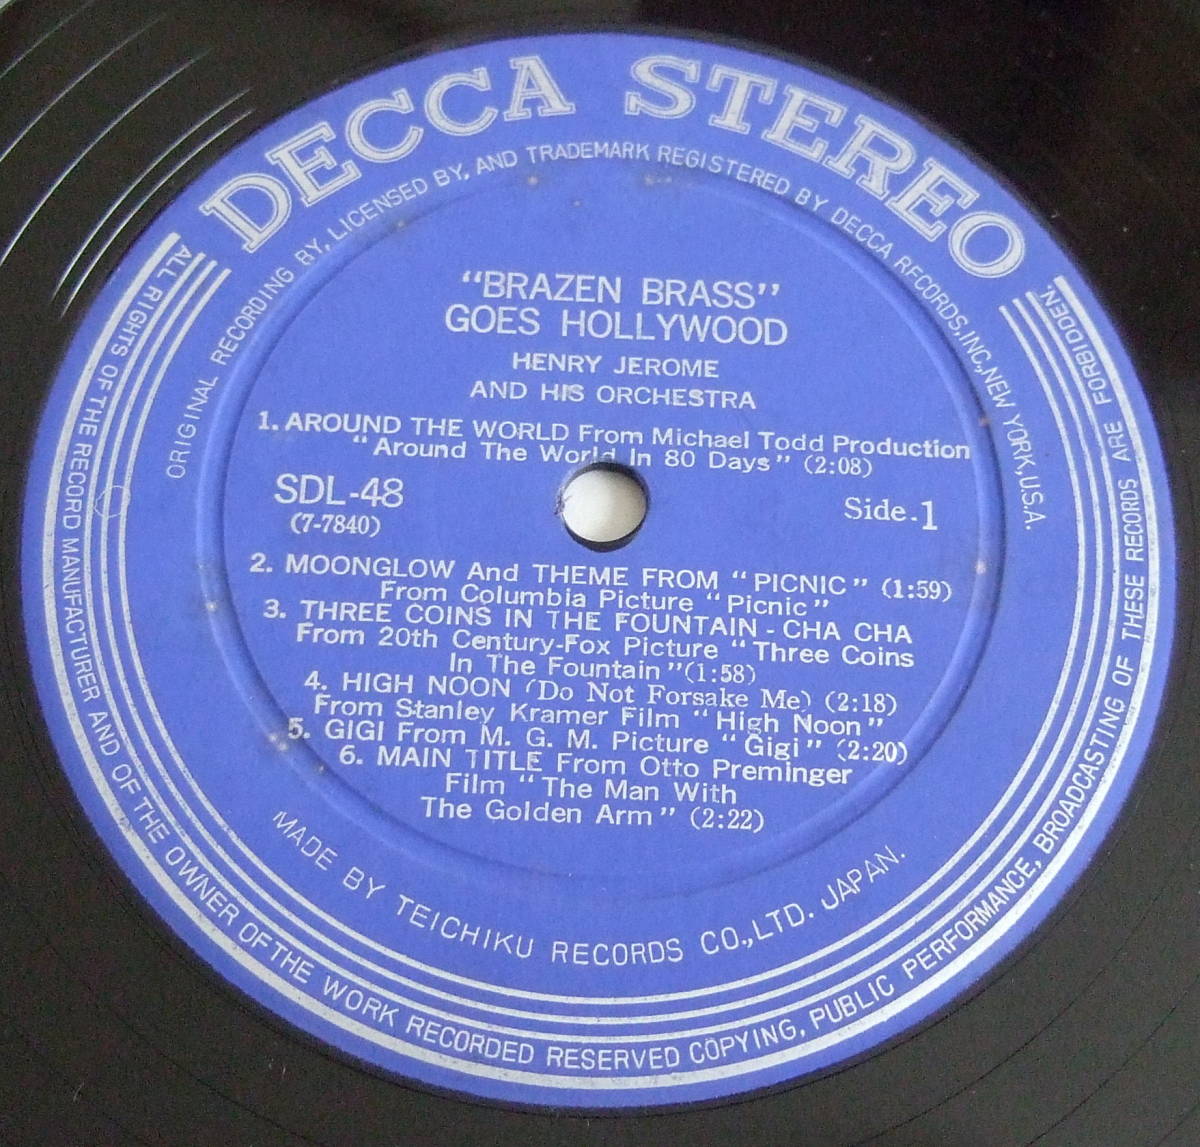 DECCA STEREO
ORIGINAL RECORDING BY, LICENSED BY, AND TRADEMARK REGISTERED BY DECCA RECORDS, INC., NEW YORK, U.S.A.
"BRAZEN BRASS"
GOES HOLLYWOOD
HENRY JEROME
AND HIS ORCHESTRA
1. AROUND THE WORLD From Michael Todd Production
"Around The World In 80 Days" (2:08)
SDL-48
(7-7840)
Side-1
2. MOONGLOW And THEME FROM "PICNIC" (1:59)
From Columbia Picture "Picnic"
3. THREE COINS IN THE FOUNTAIN - CHA CHA
From 20th Century-Fox Picture "Three Coins
In The Fountain" (1:58)
4. HIGH NOON (Do Not Forsake Me) (2:18)
From Stanley Kramer Film "High Noon"
5. GIGI From M. G. M. Picture "Gigi" (2:20)
6. MAIN TITLE From Otto Preminger
Film "The Man With
The Golden Arm" (2:22)
MADE BY TEICHIKU RECORDS CO., LTD. JAPAN.
ALL RIGHTS OF THE RECORD MANUFACTURER AND OF THE OWNER OF THE WORK RECORDED RESERVED COPYING, PUBLIC PERFORMANCE, BROADCASTING OF THESE RECORDS ARE FORBIDDEN.